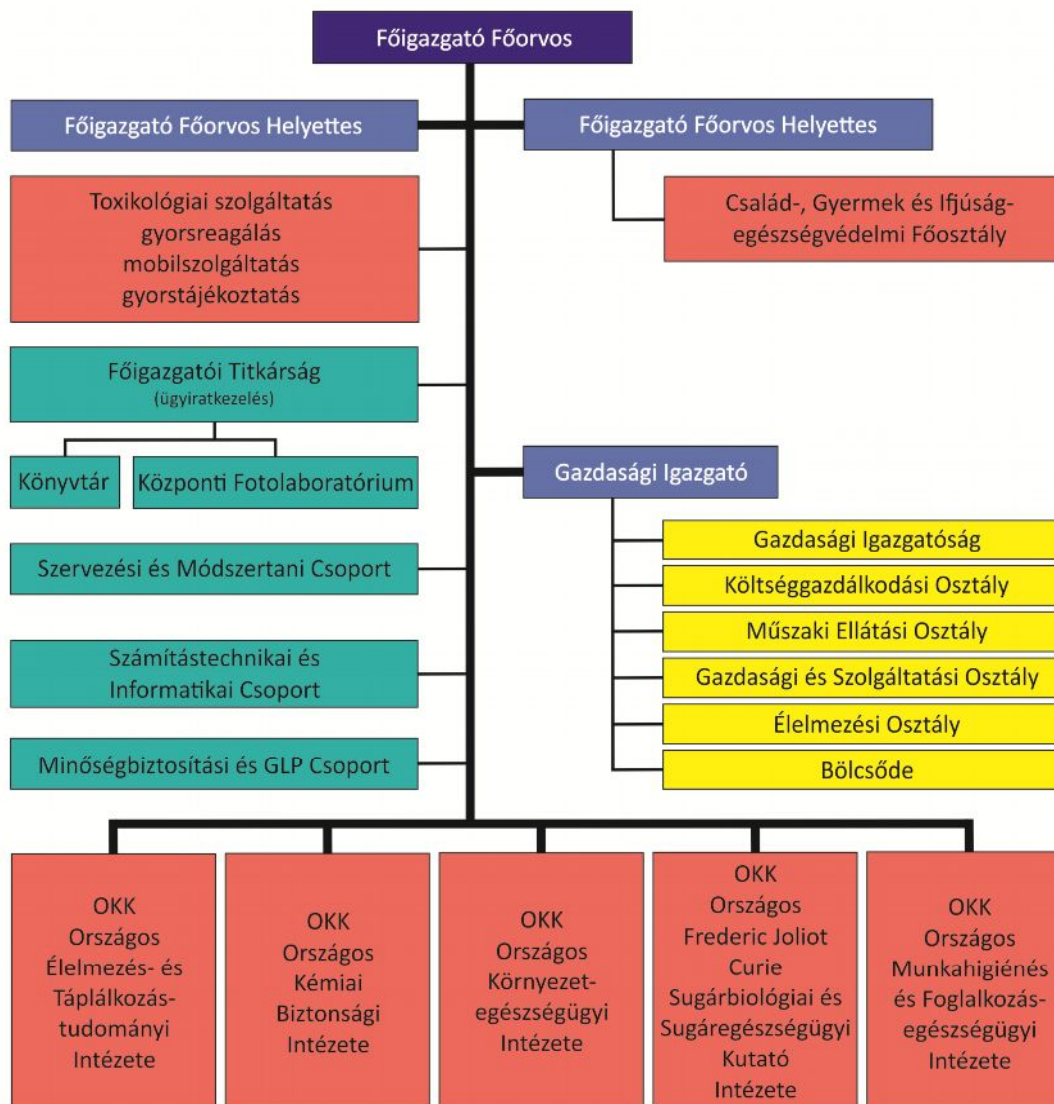 Főigazgató Főorvos
Főigazgató Főorvos Helyettes
Főigazgató Főorvos Helyettes
Toxikológiai szolgáltatás
gyorsreagálás
mobilszolgáltatás
gyorstájékoztatás
Család-, Gyermek és Ifjúság-
egészségvédelmi Főosztály
Főigazgatói Titkárság
(ügyiratkezelés)
Könyvtár
Központi Fotolaboratórium
Gazdasági Igazgató
Gazdasági Igazgatóság
Költséggazdálkodási Osztály
Műszaki Ellátási Osztály
Gazdasági és Szolgáltatási Osztály
Élelmezési Osztály
Bölcsőde
Szervezési és Módszertani Csoport
Számítástechnikai és
Informatikai Csoport
Minőségbiztosítási és GLP Csoport
OKK
Országos
Élelmezés- és
Táplálkozás-
tudományi
Intézete
OKK
Országos
Kémiai
Biztonsági
Intézete
OKK
Országos
Környezet-
egészségügyi
Intézete
OKK
Országos
Frederic Joliot
Curie
Sugárbiológiai és
Sugáregészségügyi
Kutató
Intézete
OKK
Országos
Munkahigiénés
és Foglalkozás-
egészségügyi
Intézete